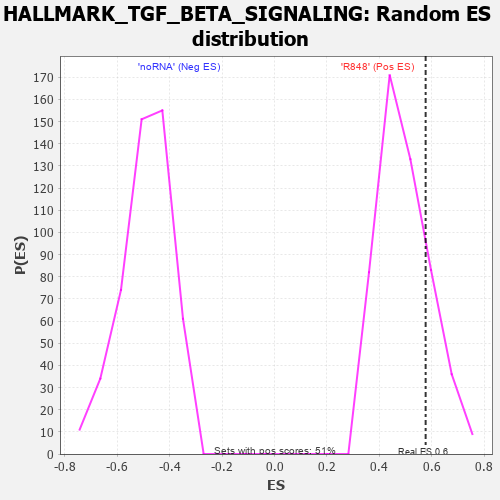 HALLMARK_TGF_BETA_SIGNALING: Random ES
distribution
'noRNA' (Neg ES)
'R848' (Pos ES)
170
160
150
140
130
120
110
100
90
80
70
60
50
40
30
20
10
0
P(ES)
Sets with pos scores: 51%
Real ES 0.6
-0.8 -0.6 -0.4 -0.2 0.0 0.2 0.4 0.6 0.8
ES